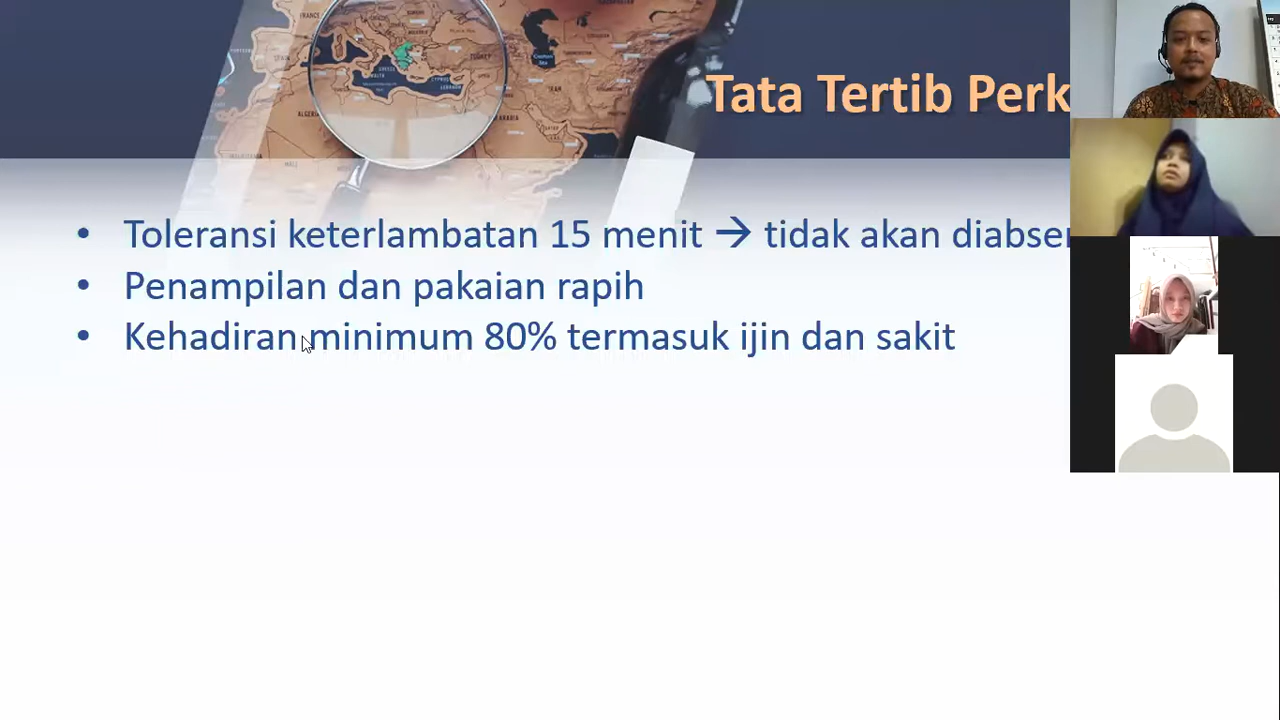 Tata Tertib Perk
Toleransi keterlambatan 15 menit → tidak akan diabsen
Penampilan dan pakaian rapih
Kehadiran minimum 80% termasuk ijin dan sakit